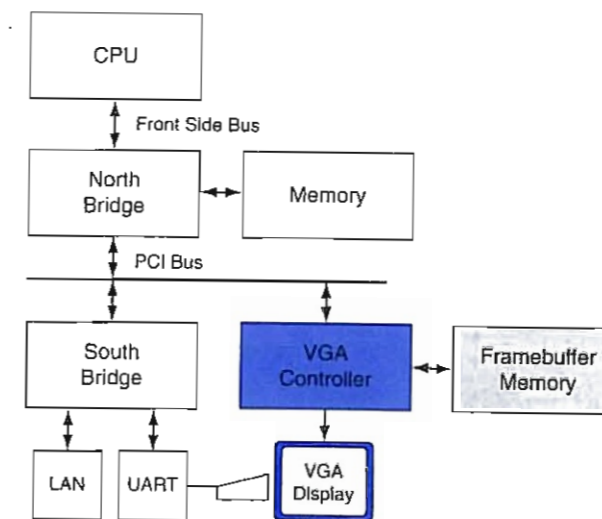 CPU
Front Side Bus
North
Bridge
Memory
PCI Bus
South
Bridge
VGA
Controller
Framebuffer
Memory
LAN
UART
VGA
Display